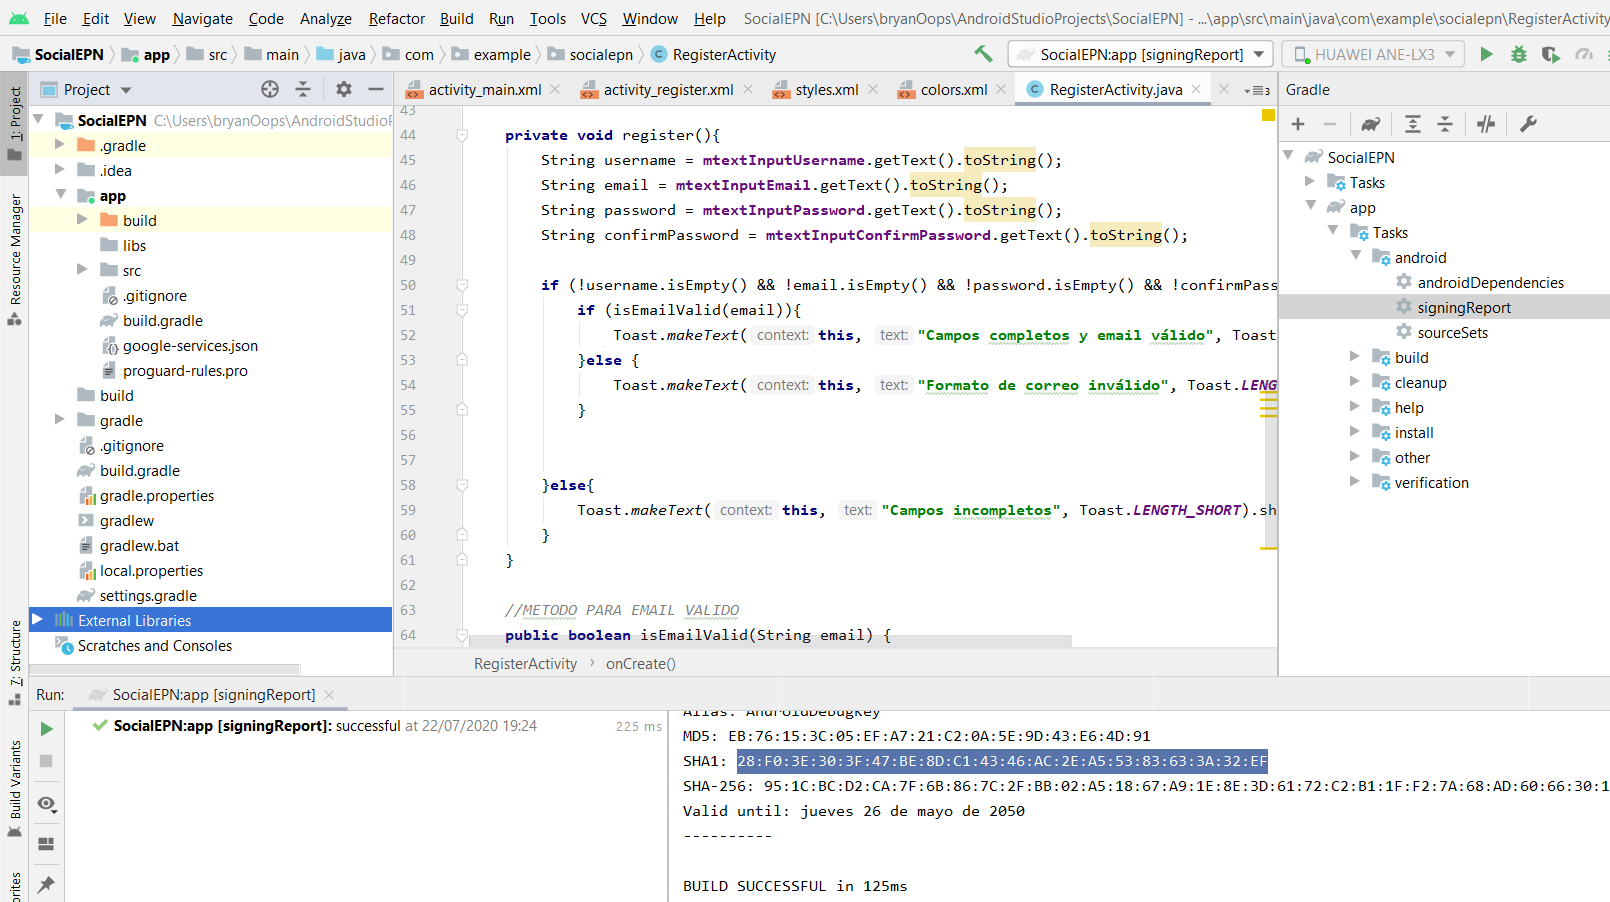 File Edit View Navigate Code Analyze Refactor Build Run Tools VCS Window Help SocialEPN [C:\Users\bryanOops\AndroidStudioProjects\SocialEPN] - ...\app\src\main\java\com\example\socialepn\RegisterActivity
SocialEPN app src main java com example socialepn RegisterActivity SocialEPN:app [signingReport] HUAWEI ANE-LX3
1: Project
Resource Manager
7: Structure
Build Variants
Project
SocialEPN C:\Users\bryanOops\AndroidStudioP
.gradle
.idea
app
build
libs
src
.gitignore
build.gradle
google-services.json
proguard-rules.pro
build
gradle
.gitignore
build.gradle
gradle.properties
gradlew
gradlew.bat
local.properties
settings.gradle
External Libraries
Scratches and Consoles
activity_main.xml activity_register.xml styles.xml colors.xml RegisterActivity.java 3
43
44 private void register(){
45 String username = mtextInputUsername.getText().toString();
46 String email = mtextInputEmail.getText().toString();
47 String password = mtextInputPassword.getText().toString();
48 String confirmPassword = mtextInputConfirmPassword.getText().toString();
49
50 if (!username.isEmpty() && !email.isEmpty() && !password.isEmpty() && !confirmPass
51 if (isEmailValid(email)){
52 Toast.makeText( context: this, text: "Campos completos y email válido", Toast
53 }else {
54 Toast.makeText( context: this, text: "Formato de correo inválido", Toast.LENG
55 }
56
57
58 }else{
59 Toast.makeText( context: this, text: "Campos incompletos", Toast.LENGTH_SHORT).sh
60 }
61 }
62
63 //METODO PARA EMAIL VALIDO
64 public boolean isEmailValid(String email) {
RegisterActivity › onCreate()
Gradle
SocialEPN
Tasks
app
Tasks
android
androidDependencies
signingReport
sourceSets
build
cleanup
help
install
other
verification
Run: SocialEPN:app [signingReport]
SocialEPN:app [signingReport]: successful at 22/07/2020 19:24 225 ms
Alias: AndroidDebugKey
MD5: EB:76:15:3C:05:EF:A7:21:C2:0A:5E:9D:43:E6:4D:91
SHA1: 28:F0:3E:30:3F:47:BE:8D:C1:43:46:AC:2E:A5:53:83:63:3A:32:EF
SHA-256: 95:1C:BC:D2:CA:7F:6B:86:7C:2F:BB:02:A5:18:67:A9:1E:8E:3D:61:72:C2:B1:1F:F2:7A:68:AD:60:66:30:1
Valid until: jueves 26 de mayo de 2050
----------
BUILD SUCCESSFUL in 125ms